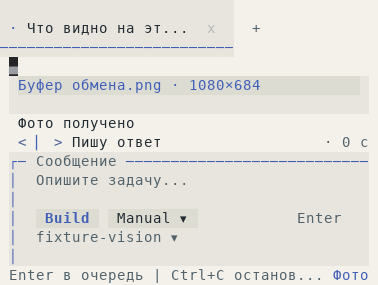 · Что видно на эт... x +
Буфер обмена.png · 1080×684
Фото получено
< | > Пишу ответ · 0 с
Сообщение
Опишите задачу...
Build Manual ▾ Enter
fixture-vision ▾
Enter в очередь | Ctrl+C останов... Фото